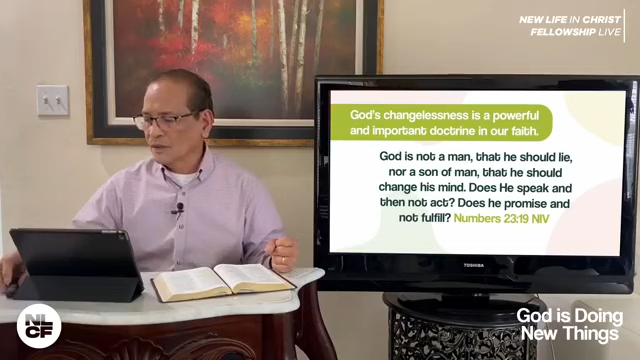 NEW LIFE IN CHRIST
FELLOWSHIP LIVE
God's changelessness is a powerful
and important doctrine in our faith.
God is not a man, that he should lie,
nor a son of man, that he should
change his mind. Does He speak and
then not act? Does he promise and
not fulfill? Numbers 23:19 NIV
TOSHIBA
NL
CF
God is Doing
New Things